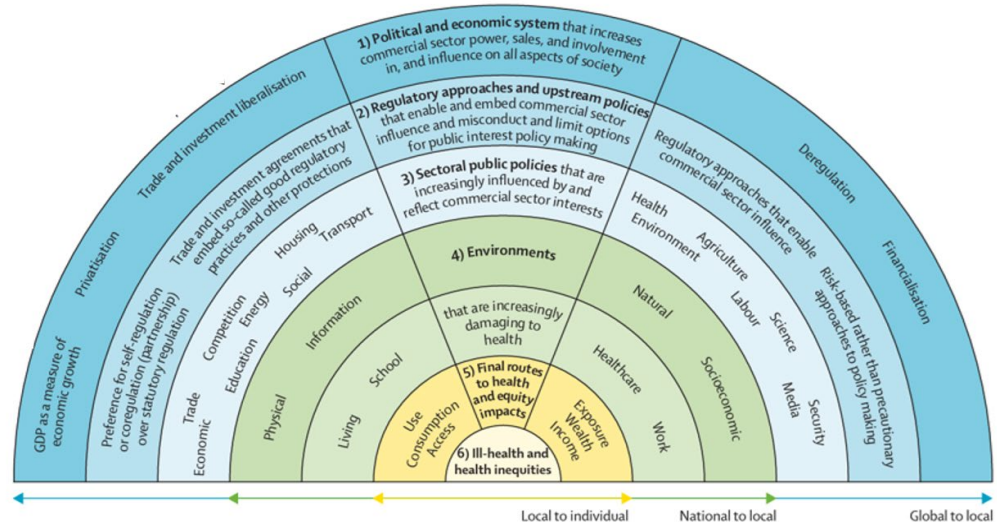 1) Political and economic system that increases
commercial sector power, sales, and involvement
in, and influence on all aspects of society
2) Regulatory approaches and upstream policies
that enable and embed commercial sector
influence and misconduct and limit options
for public interest policy making
3) Sectoral public policies that are
increasingly influenced by and
reflect commercial sector interests
4) Environments
that are increasingly
damaging to
health
5) Final routes
to health
and equity
impacts
6) Ill-health and
health inequities
GDP as a measure of
economic growth
Privatisation
Trade and investment liberalisation
Deregulation
Financialisation
Preference for self-regulation
or coregulation (partnership)
over statutory regulation
Trade and investment agreements that
embed so-called good regulatory
practices and other protections
Regulatory approaches that enable
commercial sector influence
Risk-based rather than precautionary
approaches to policy making
Economic
Trade
Education
Competition
Energy
Social
Housing
Transport
Health
Environment
Agriculture
Labour
Science
Media
Security
Physical
Information
Natural
Socioeconomic
Living
School
Healthcare
Work
Use
Consumption
Access
Exposure
Wealth
Income
Local to individual
National to local
Global to local